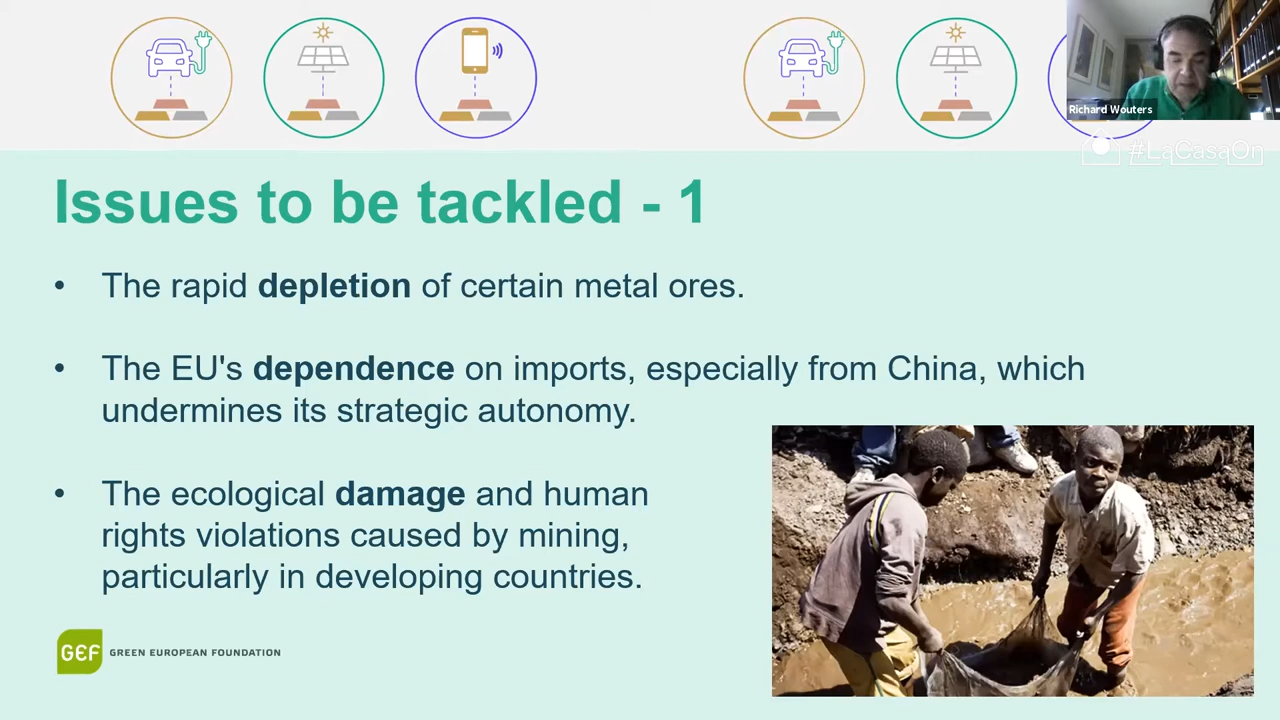 Richard Wouters
#LaCasaOn
Issues to be tackled - 1
• The rapid depletion of certain metal ores.
• The EU's dependence on imports, especially from China, which
undermines its strategic autonomy.
• The ecological damage and human
rights violations caused by mining,
particularly in developing countries.
GEF GREEN EUROPEAN FOUNDATION